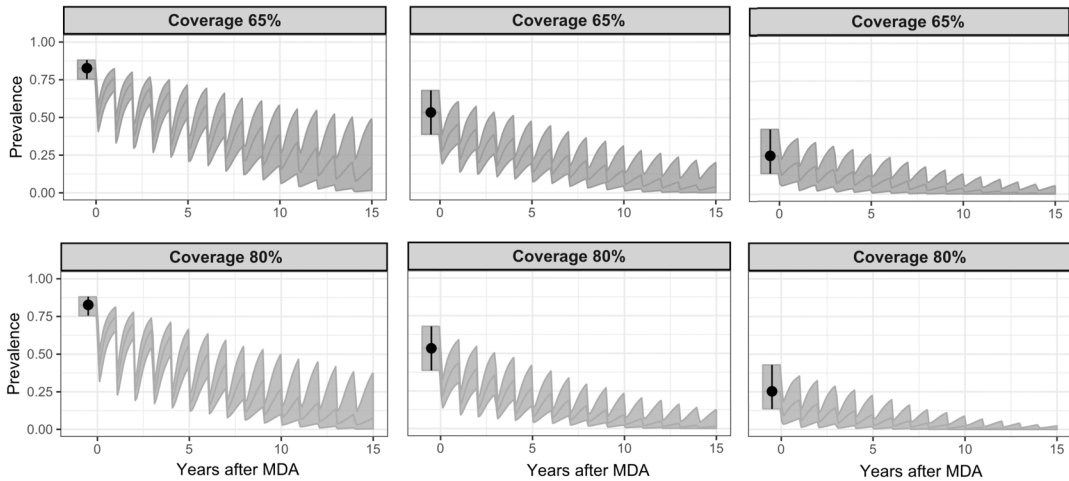 Coverage 65%
Coverage 65%
Coverage 65%
Prevalence
1.00
0.75
0.50
0.25
0.00
0 5 10 15
0 5 10 15
0 5 10 15
Coverage 80%
Coverage 80%
Coverage 80%
Prevalence
1.00
0.75
0.50
0.25
0.00
0 5 10 15
0 5 10 15
0 5 10 15
Years after MDA
Years after MDA
Years after MDA